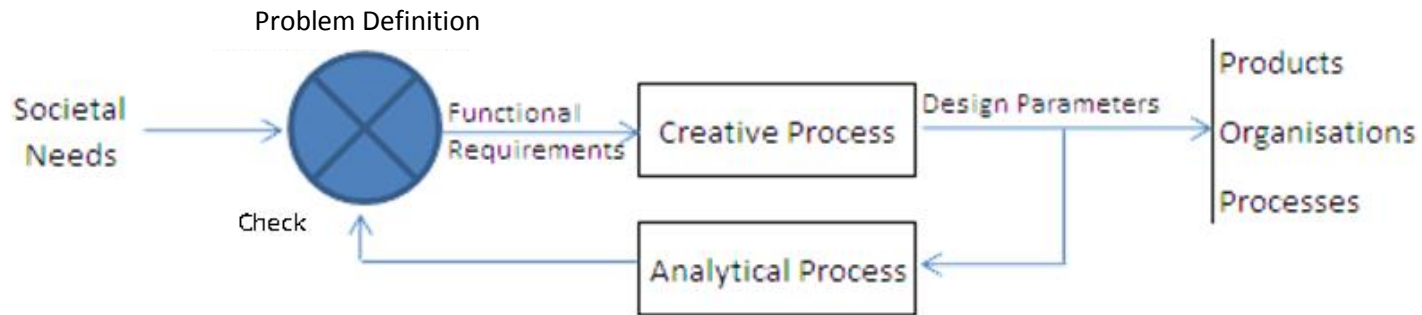 Problem Definition
Societal
Needs
Functional
Requirements
Creative Process
Design Parameters
Products
Organisations
Processes
Check
Analytical Process